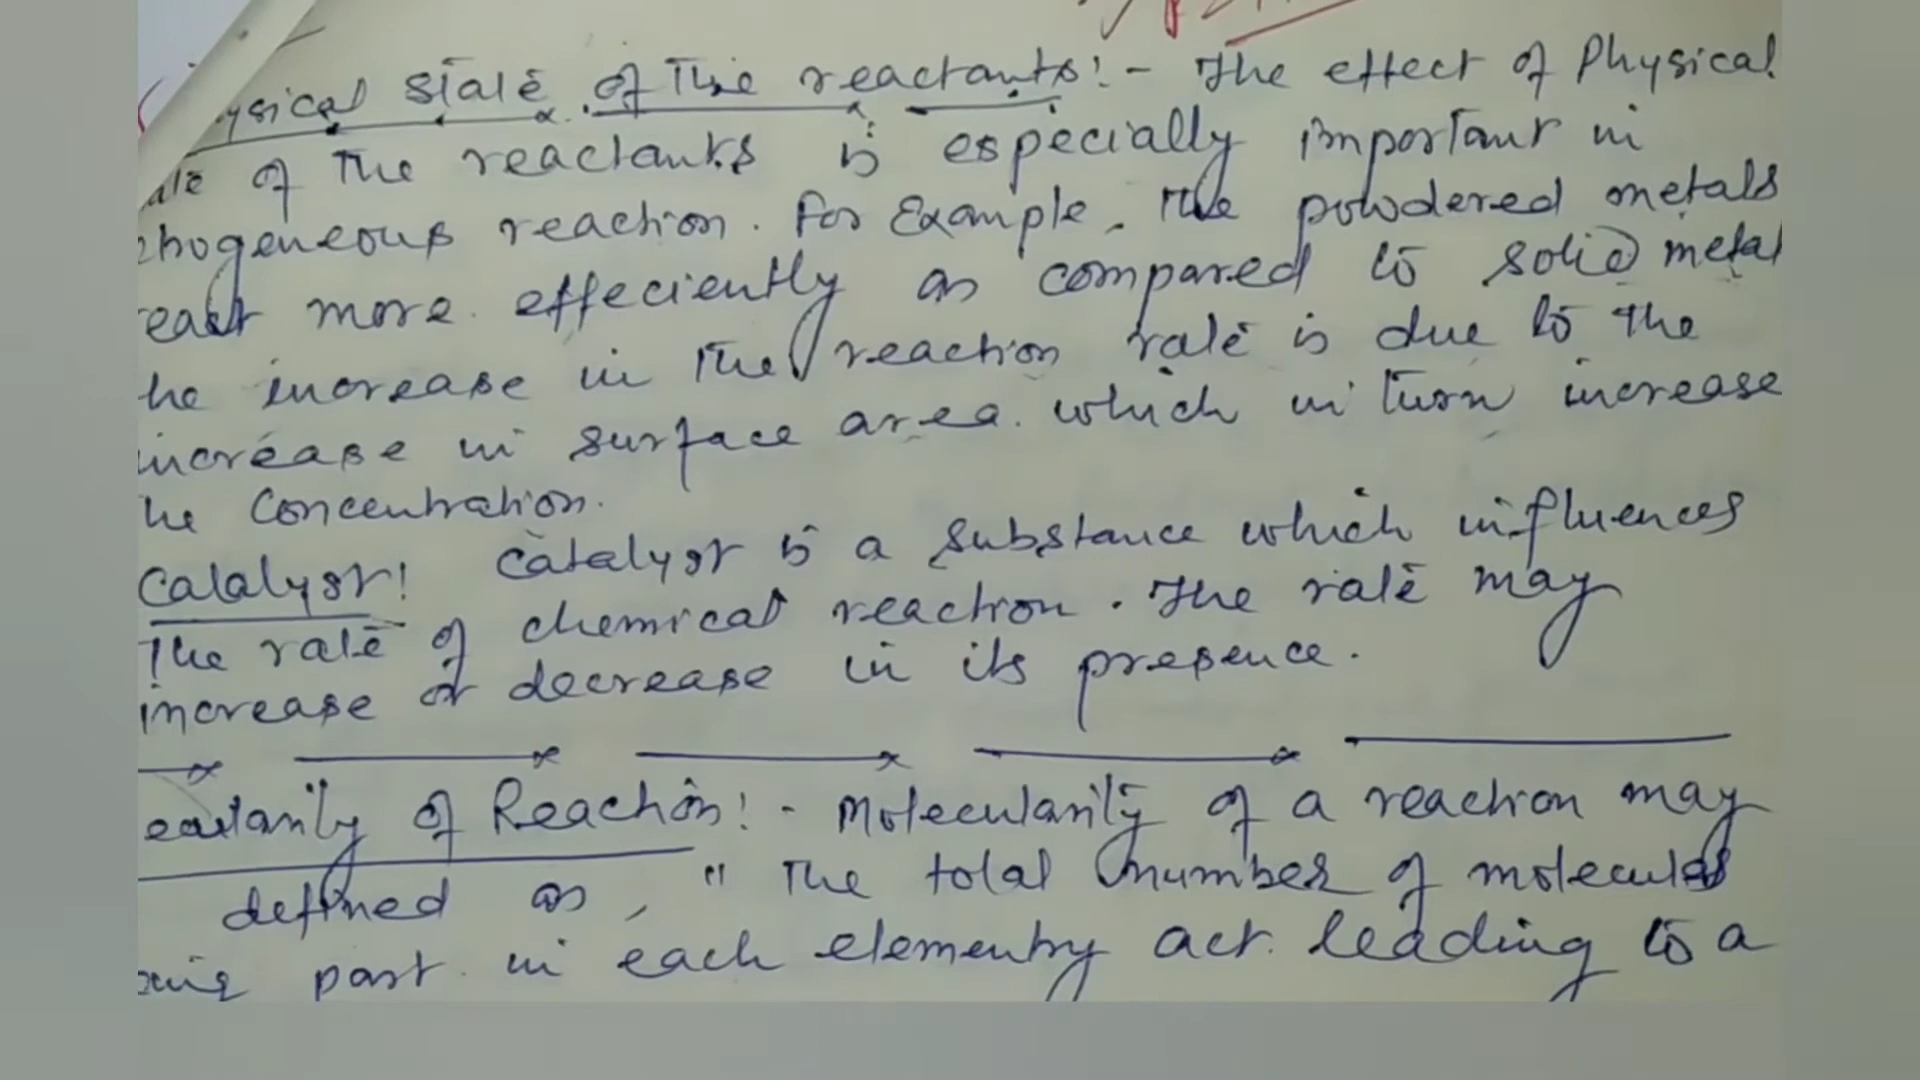 ysical state of the reactants:- The effect of Physical
ate of the reactants is especially important in
hogeneous reaction. For Example, the powdered metals
eact more effeciently as compared to solid metal
he increase in the reaction rate is due to the
increase in surface area. which in turn increase
he concentration.
Catalyst! Catalyst is a substance which influences
The rate of chemical reaction. The rate may
increase or decrease in its presence.
ecularity of Reaction!- Molecularity of a reaction may
defined as, " The total number of molecules
part in each elementry act leading to a